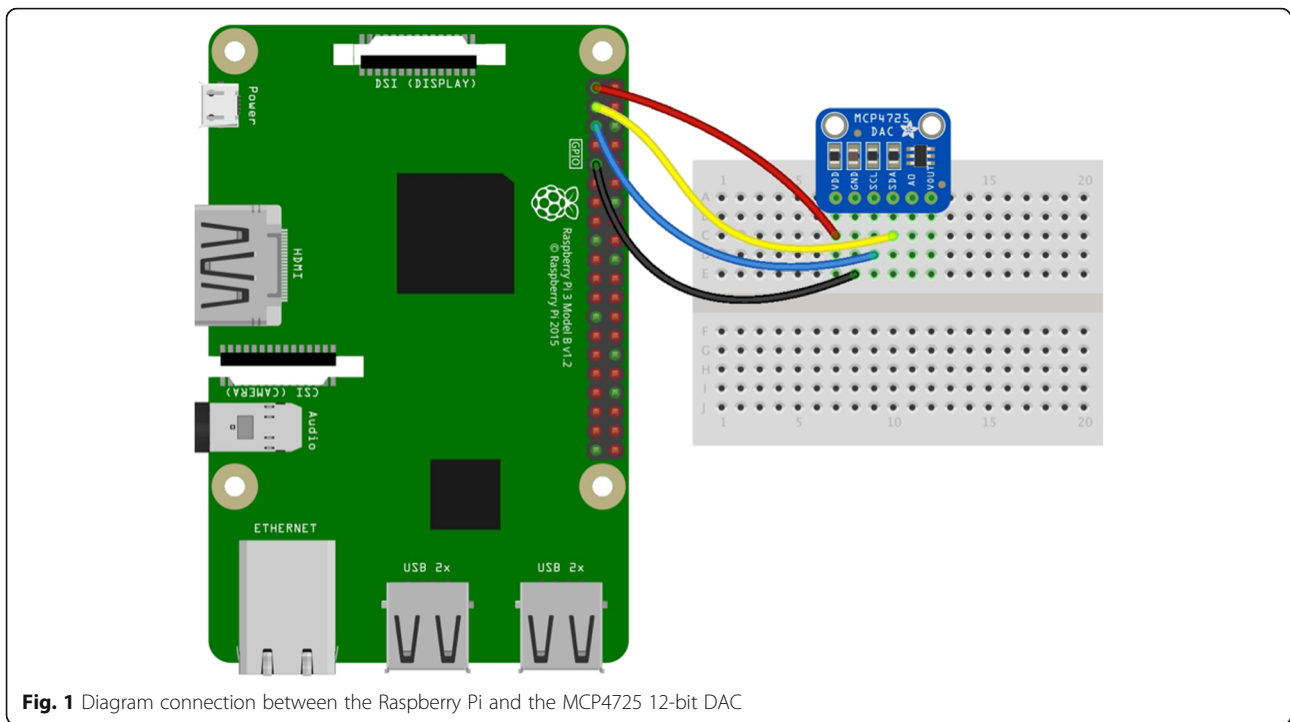 DSI (DISPLAY)
Power
GPIO
HDMI
Raspberry Pi 3 Model B v1.2
© Raspberry Pi 2015
CSI (CAMERA)
Audio
ETHERNET
USB 2x
USB 2x
MCP4725
DAC
VDD
GND
SCL
SDA
A0
VOUT
1 5 15 20
A
B
C
D
E
F
G
H
I
J
1 5 10 15 20
Fig. 1 Diagram connection between the Raspberry Pi and the MCP4725 12-bit DAC